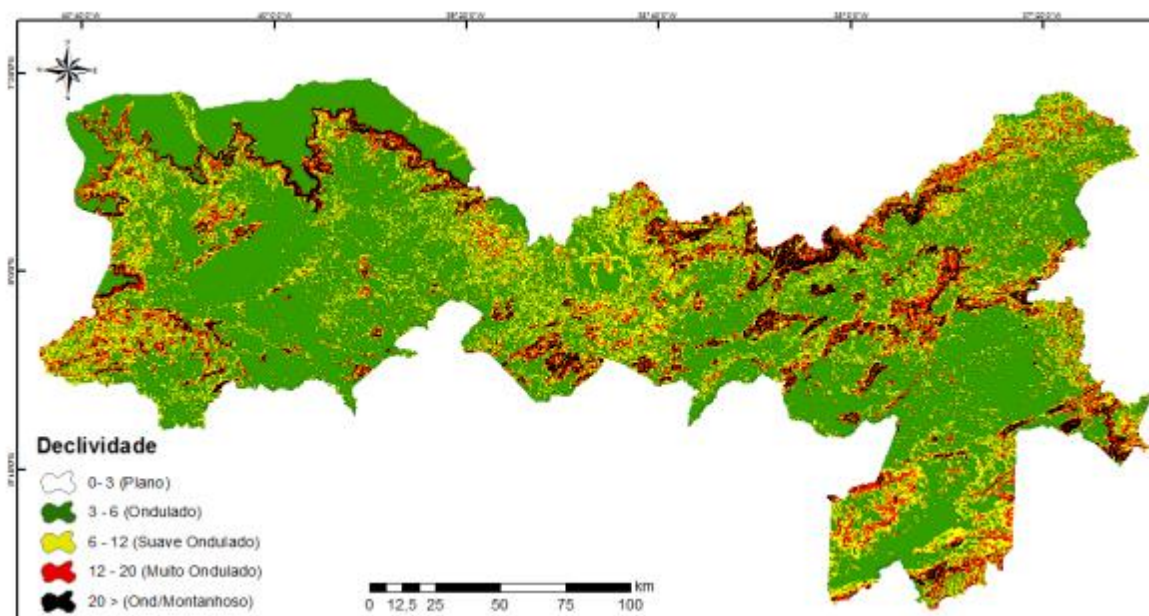 Declividade
0- 3 (Plano)
3 - 6 (Ondulado)
6 - 12 (Suave Ondulado)
12 - 20 (Muito Ondulado)
20 > (Ond/Montanhoso)
km
0 12,5 25 50 75 100